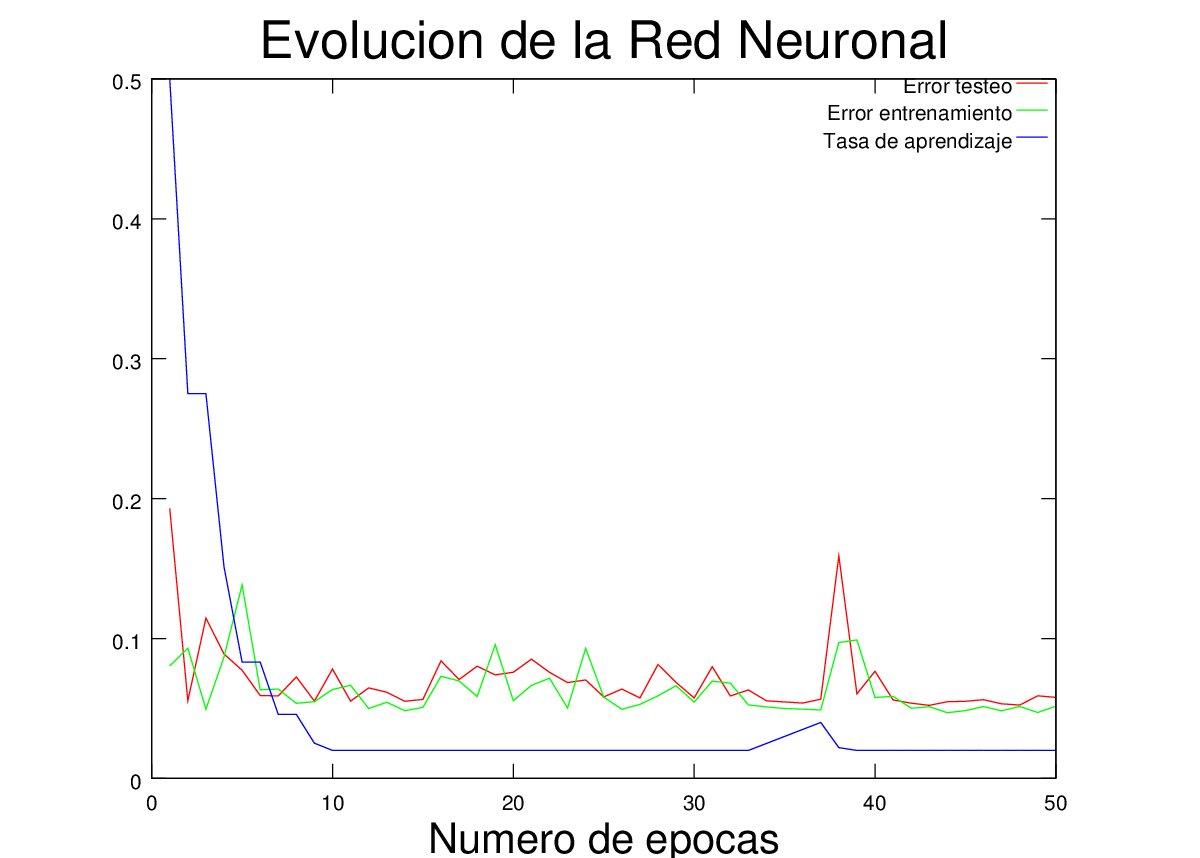 Evolucion de la Red Neuronal
0.5
Error testeo
Error entrenamiento
Tasa de aprendizaje
0.4
0.3
0.2
0.1
0
0 10 20 30 40 50
Numero de epocas